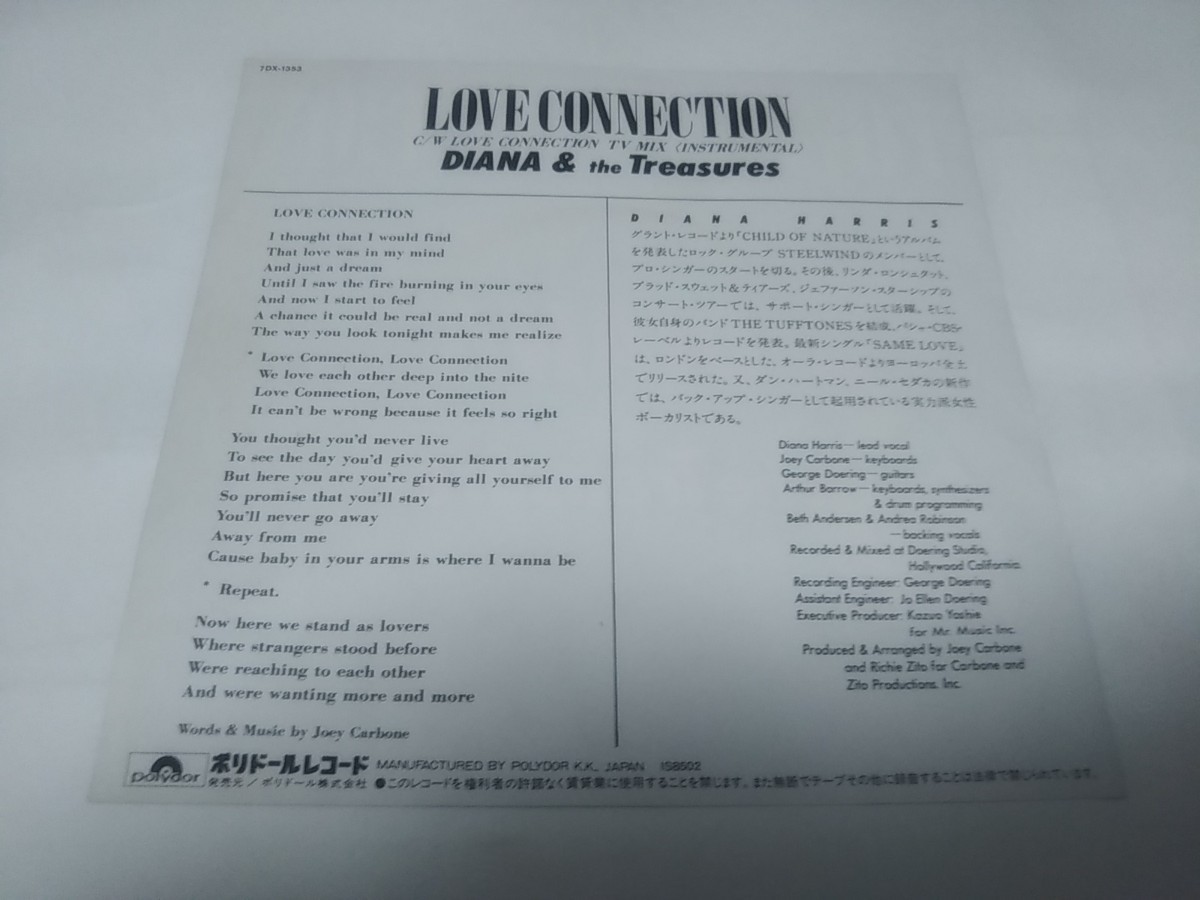 7DX-1353
LOVE CONNECTION
C/W LOVE CONNECTION TV MIX 〈INSTRUMENTAL〉
DIANA & the Treasures
LOVE CONNECTION
I thought that I would find
That love was in my mind
And just a dream
Until I saw the fire burning in your eyes
And now I start to feel
A chance it could be real and not a dream
The way you look tonight makes me realize
* Love Connection, Love Connection
We love each other deep into the nite
Love Connection, Love Connection
It can't be wrong because it feels so right
You thought you'd never live
To see the day you'd give your heart away
But here you are you're giving all yourself to me
So promise that you'll stay
You'll never go away
Away from me
Cause baby in your arms is where I wanna be
* Repeat.
Now here we stand as lovers
Where strangers stood before
Were reaching to each other
And were wanting more and more
Words & Music by Joey Carbone
DIANA HARRIS
グラント・レコードより「CHILD OF NATURE」というアルバム
を発表したロック・グループ STEELWINDのメンバーとして、
プロ・シンガーのスタートを切る。その後、リンダ・ロンシュタット、
ブラッド・スウェット&ティアーズ、ジェファーソン・スターシップの
コンサート・ツアーでは、サポート・シンガーとして活躍。そして、
彼女自身のバンド THE TUFFTONESを結成、パシャ・CBS・
レーベルよりレコードを発表。最新シングル「SAME LOVE」
は、ロンドンをベースとした、オーラ・レコードよりヨーロッパ全土
でリリースされた。又、ダン・ハートマン、ニール・セダカの新作
では、バック・アップ・シンガーとして起用されている実力派女性
ボーカリストである。
Diana Harris—lead vocal
Joey Carbone—keyboards
George Doering—guitars
Arthur Barrow—keyboards, synthesizers
& drum programming
Beth Andersen & Andrea Robinson
—backing vocals
Recorded & Mixed at Doering Studio,
Hollywood California.
Recording Engineer: George Doering
Assistant Engineer: Jo Ellen Doering
Executive Producer: Kazuo Yoshie
for Mr. Music Inc.
Produced & Arranged by Joey Carbone
and Richie Zito for Carbone and
Zito Productions, Inc.
polydor
ポリドールレコード MANUFACTURED BY POLYDOR K.K., JAPAN IS8502
発売元/ポリドール株式会社 ●このレコードを権利者の許諾なく賃貸業に使用することを禁じます。また無断でテープその他に録音することは法律で禁じられています。